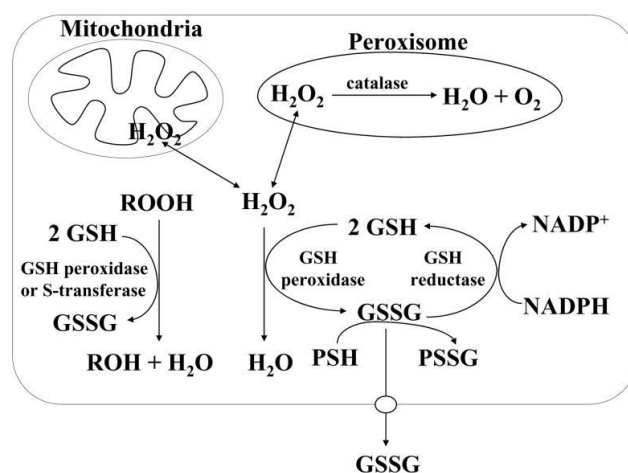 Mitochondria
Peroxisome
H₂O₂
catalase
H₂O + O₂
H₂O₂
ROOH
H₂O₂
2 GSH
2 GSH
NADP⁺
GSH peroxidase
or S-transferase
GSH
peroxidase
GSH
reductase
GSSG
GSSG
NADPH
ROH + H₂O
H₂O
PSH
PSSG
GSSG